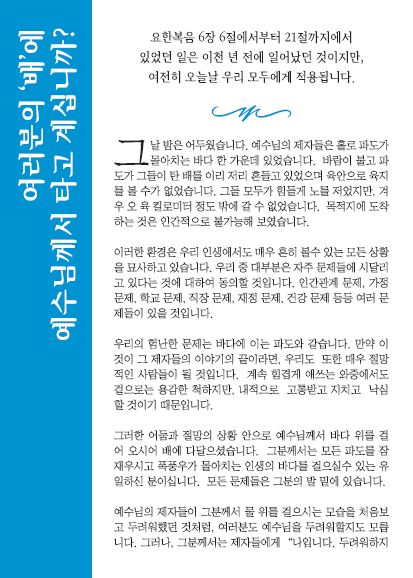 여러분의 ‘배’에
예수님께서 타고 계십니까?
요한복음 6장 6절에서부터 21절까지에서
있었던 일은 이천 년 전에 일어났던 것이지만,
여전히 오늘날 우리 모두에게 적용됩니다.
그날 밤은 어두웠습니다. 예수님의 제자들은 홀로 파도가
몰아치는 바다 한 가운데 있었습니다. 바람이 불고 파
도가 그들이 탄 배를 이리 저리 흔들고 있었으며 육안으로 육지
를 볼 수가 없었습니다. 그들 모두가 힘들게 노를 저었지만, 겨
우 오 육 킬로미터 정도 밖에 갈 수 없었습니다. 목적지에 도착
하는 것은 인간적으로 불가능해 보였습니다.
이러한 환경은 우리 인생에서도 매우 흔히 볼수 있는 모든 상황
을 묘사하고 있습니다. 우리 중 대부분은 자주 문제들에 시달리
고 있다는 것에 대하여 동의할 것입니다. 인간관계 문제, 가정
문제, 학교 문제, 직장 문제, 재정 문제, 건강 문제 등등 여러 문
제들이 있을 것입니다.
우리의 험난한 문제는 바다에 이는 파도와 같습니다. 만약 이
것이 그 제자들의 이야기의 끝이라면, 우리도 또한 매우 절망
적인 사람들이 될 것입니다. 계속 힘겹게 애쓰는 와중에서도
겉으로는 용감한 척하지만, 내적으로 고통받고 지치고 낙심
할 것이기 때문입니다.
그러한 어둠과 절망의 상황 안으로 예수님께서 바다 위를 걸
어 오시어 배에 다달으셨습니다. 그분께서는 모든 파도를 잠
재우시고 폭풍우가 몰아치는 인생의 바다를 걸으실수 있는 유
일하신 분이십니다. 모든 문제들은 그분의 발 밑에 있습니다.
예수님의 제자들이 그분께서 물 위를 걸으시는 모습을 처음보
고 두려워했던 것처럼, 여러분도 예수님을 두려워할지도 모릅
니다. 그러나, 그분께서는 제자들에게 “나입니다. 두려워하지